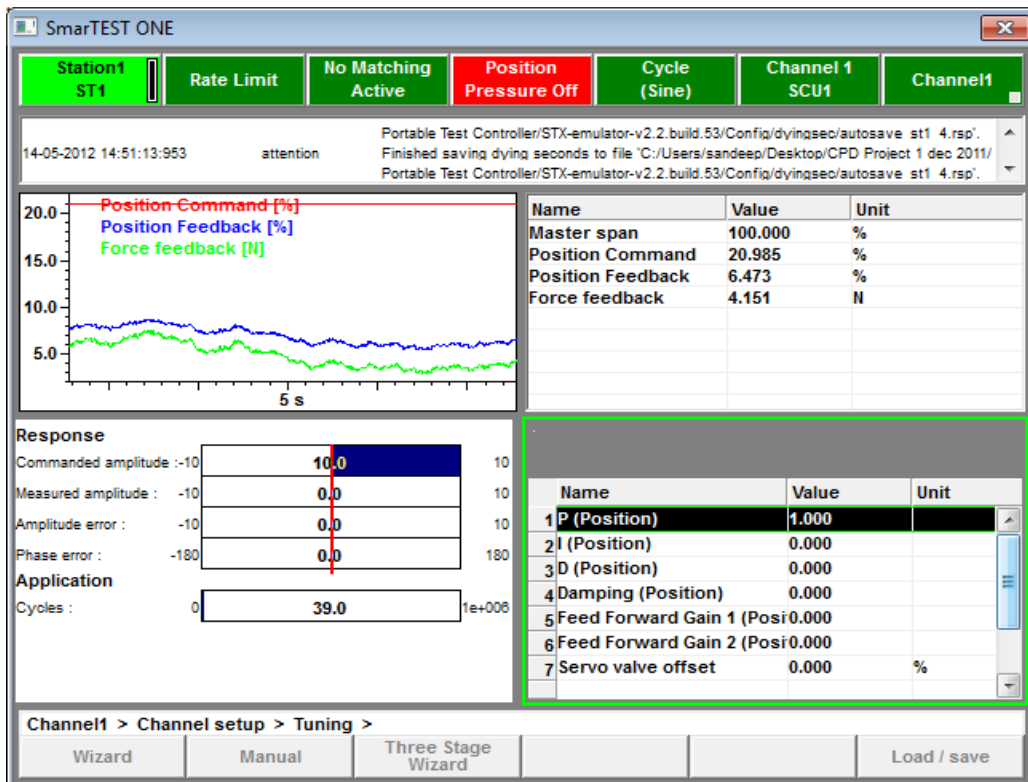 SmarTEST ONE
Station1 ST1
Rate Limit
No Matching Active
Position Pressure Off
Cycle (Sine)
Channel 1 SCU1
Channel1
Portable Test Controller/STX-emulator-v2.2.build.53/Config/dyingsec/autosave_st1_4.rsp'.
14-05-2012 14:51:13:953 attention Finished saving dying seconds to file 'C:/Users/sandeep/Desktop/CPD Project 1 dec 2011/
Portable Test Controller/STX-emulator-v2.2.build.53/Config/dyingsec/autosave_st1_4.rsp'.
Position Command [%]
Position Feedback [%]
Force feedback [N]
20.0
15.0
10.0
5.0
5 s
Name Value Unit
Master span 100.000 %
Position Command 20.985 %
Position Feedback 6.473 %
Force feedback 4.151 N
Response
Commanded amplitude : -10 10.0 10
Measured amplitude : -10 0.0 10
Amplitude error : -10 0.0 10
Phase error : -180 0.0 180
Application
Cycles : 0 39.0 1e+006
Name Value Unit
1 P (Position) 1.000
2 I (Position) 0.000
3 D (Position) 0.000
4 Damping (Position) 0.000
5 Feed Forward Gain 1 (Posi 0.000
6 Feed Forward Gain 2 (Posi 0.000
7 Servo valve offset 0.000 %
Channel1 > Channel setup > Tuning >
Wizard
Manual
Three Stage Wizard
Load / save